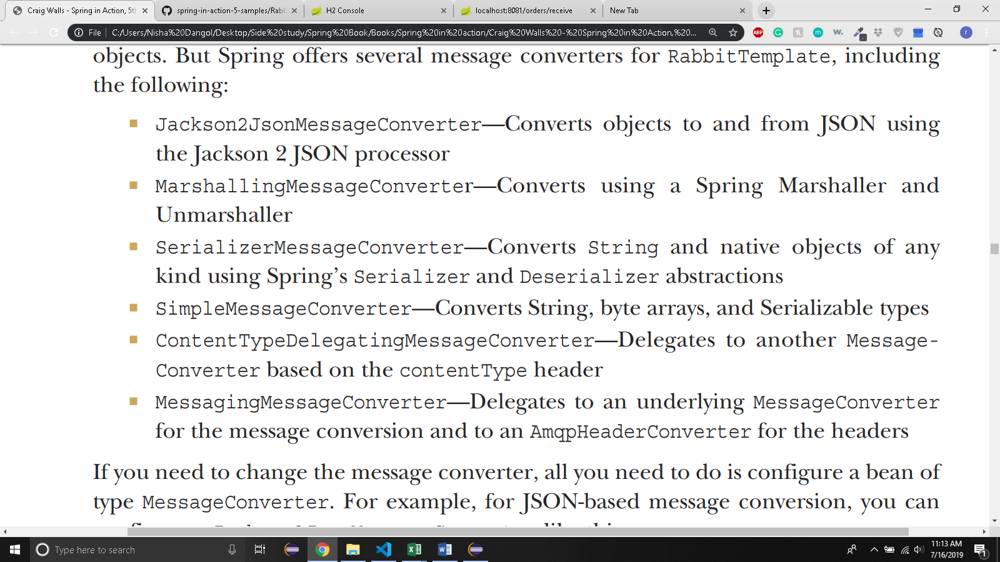 Craig Walls - Spring in Action, 5th
spring-in-action-5-samples/Rabb
H2 Console
localhost:8081/orders/receive
New Tab
File
C:/Users/Nisha%20Dangol/Desktop/Side%20study/Spring%20Book/Books/Spring%20in%20action/Craig%20Walls%20-%20Spring%20in%20Action,%20...
ABP
objects. But Spring offers several message converters for RabbitTemplate, including
the following:
■ Jackson2JsonMessageConverter—Converts objects to and from JSON using
the Jackson 2 JSON processor
■ MarshallingMessageConverter—Converts using a Spring Marshaller and
Unmarshaller
■ SerializerMessageConverter—Converts String and native objects of any
kind using Spring’s Serializer and Deserializer abstractions
■ SimpleMessageConverter—Converts String, byte arrays, and Serializable types
■ ContentTypeDelegatingMessageConverter—Delegates to another Message-
Converter based on the contentType header
■ MessagingMessageConverter—Delegates to an underlying MessageConverter
for the message conversion and to an AmqpHeaderConverter for the headers
If you need to change the message converter, all you need to do is configure a bean of
type MessageConverter. For example, for JSON-based message conversion, you can
Type here to search
11:13 AM
7/16/2019
1